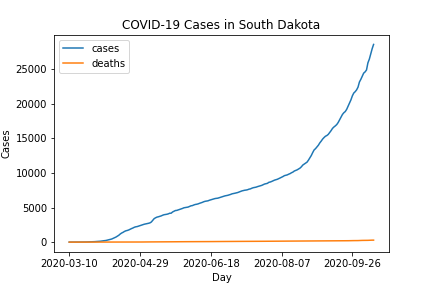 COVID-19 Cases in South Dakota
cases
deaths
25000
20000
15000
10000
5000
0
Cases
2020-03-10 2020-04-29 2020-06-18 2020-08-07 2020-09-26
Day